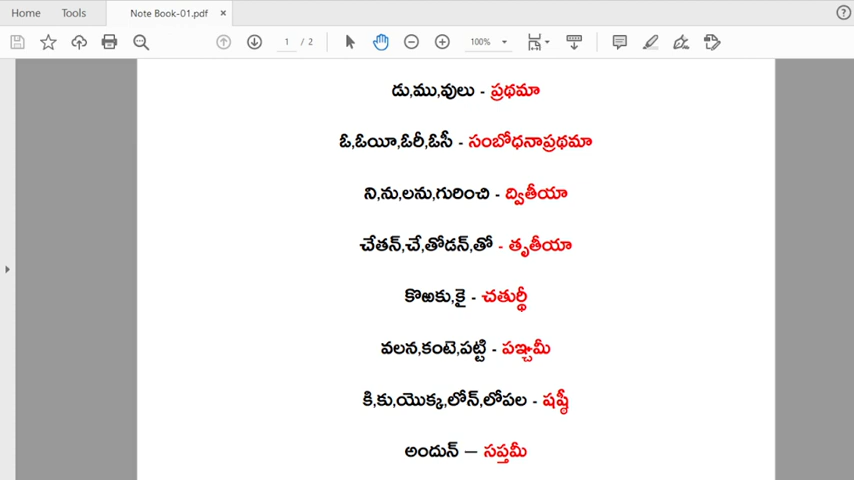 Home Tools Note Book-01.pdf ×
1 / 2 100%
డు,ము,వులు - ప్రథమా
ఓ,ఓయీ,ఓరీ,ఓసీ - సంబోధనాప్రథమా
ని,ను,లను,గురించి - ద్వితీయా
చేతన్,చే,తోడన్,తో - తృతీయా
కొఱకు,కై - చతుర్థీ
వలన,కంటె,పట్టి - పఞ్చమీ
కి,కు,యొక్క,లోన్,లోపల - షష్ఠీ
అందున్ – సప్తమీ